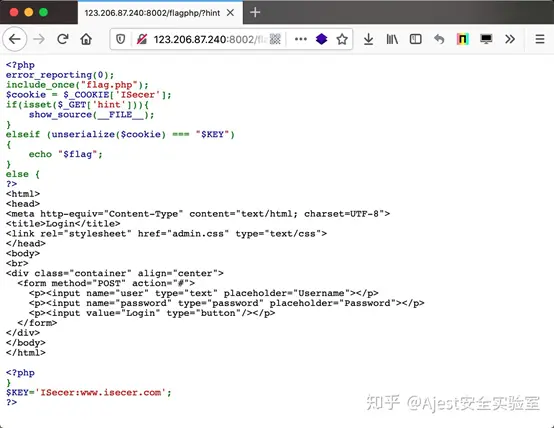 123.206.87.240:8002/flagphp/?hint
123.206.87.240:8002/fl
<?php
error_reporting(0);
include_once("flag.php");
$cookie = $_COOKIE['ISecer'];
if(isset($_GET['hint'])){
    show_source(__FILE__);
}
elseif (unserialize($cookie) === "$KEY")
{
    echo "$flag";
}
else {
?>
<html>
<head>
<meta http-equiv="Content-Type" content="text/html; charset=UTF-8">
<title>Login</title>
<link rel="stylesheet" href="admin.css" type="text/css">
</head>
<body>
<br>
<div class="container" align="center">
  <form method="POST" action="#">
    <p><input name="user" type="text" placeholder="Username"></p>
    <p><input name="password" type="password" placeholder="Password"></p>
    <p><input value="Login" type="button"/></p>
  </form>
</div>
</body>
</html>
<?php
}
$KEY='ISecer:www.isecer.com';
?>
知乎 @Ajest安全实验室